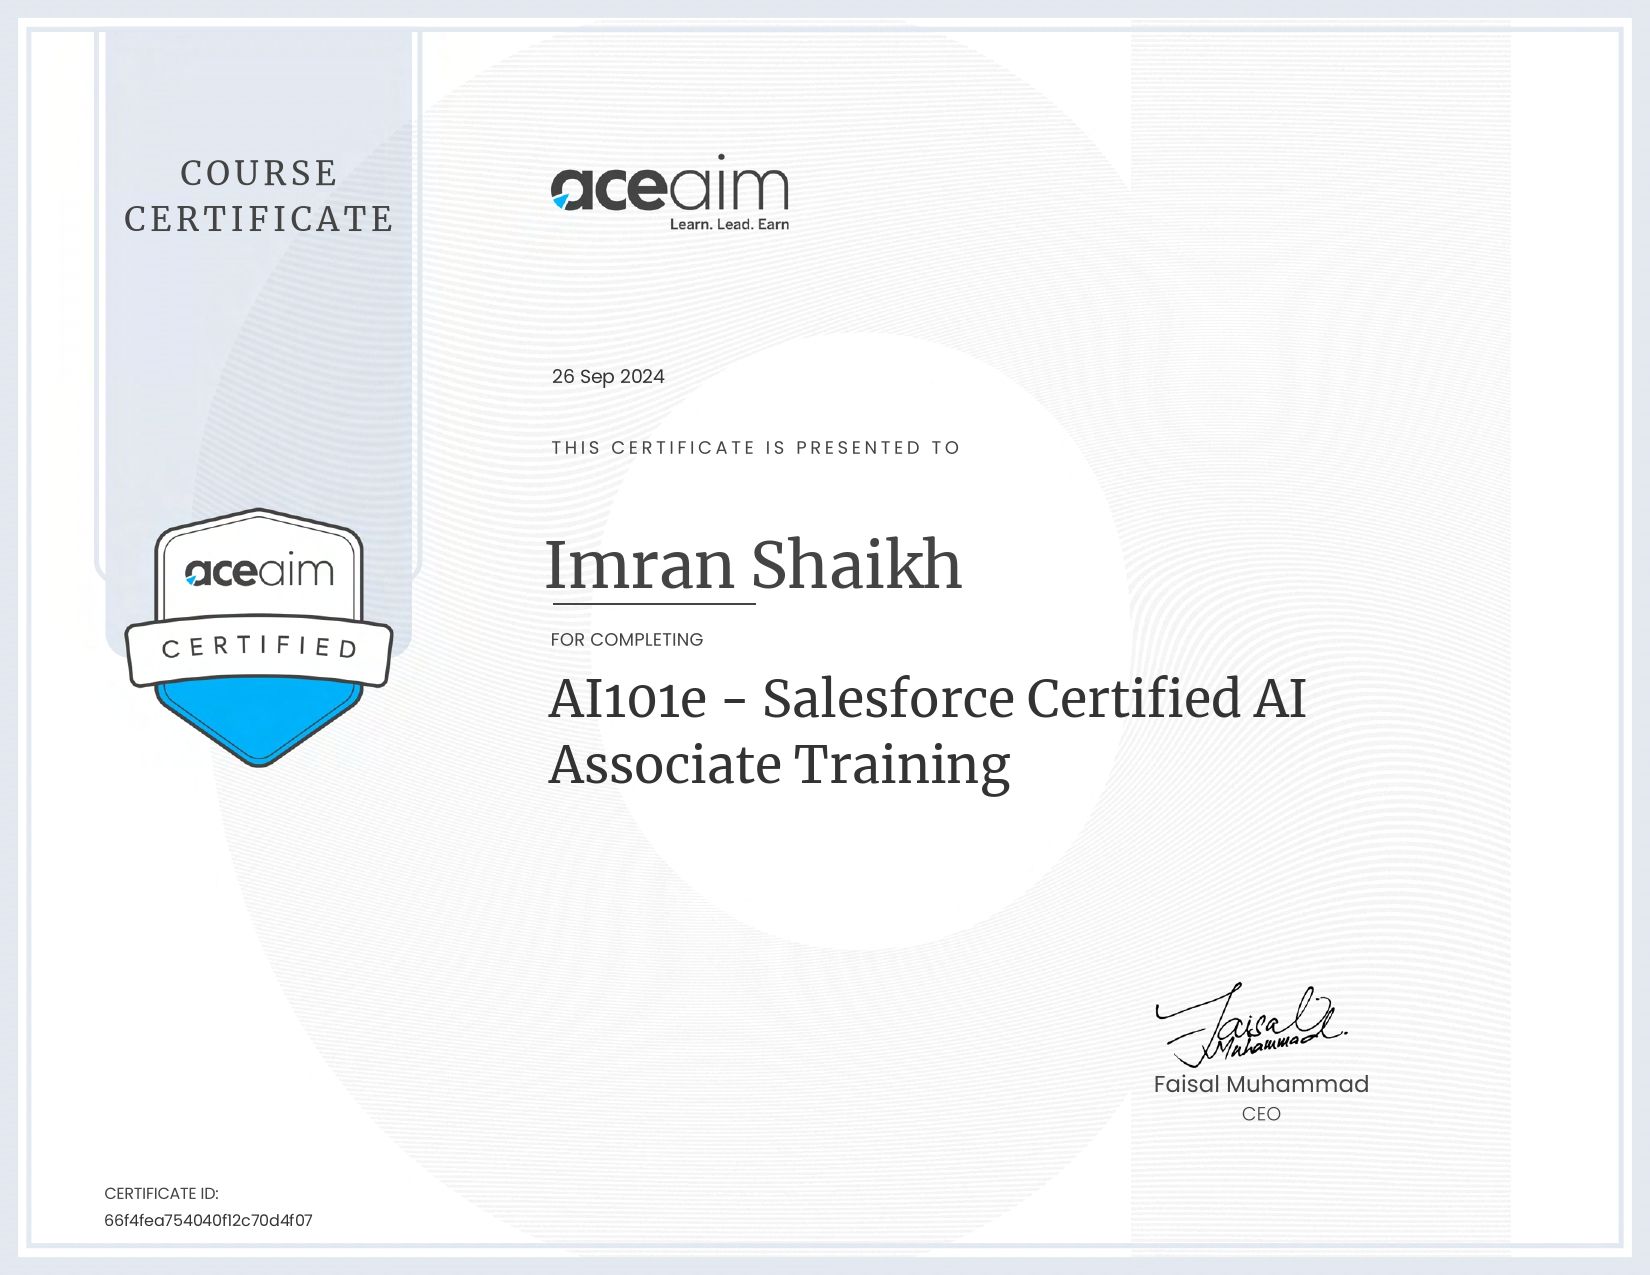 COURSE
CERTIFICATE
aceaim
Learn. Lead. Earn
26 Sep 2024
THIS CERTIFICATE IS PRESENTED TO
Imran Shaikh
aceaim
CERTIFIED
FOR COMPLETING
AI101e - Salesforce Certified AI
Associate Training
Faisal
Muhammad
Faisal Muhammad
CEO
CERTIFICATE ID:
66f4fea754040f12c70d4f07